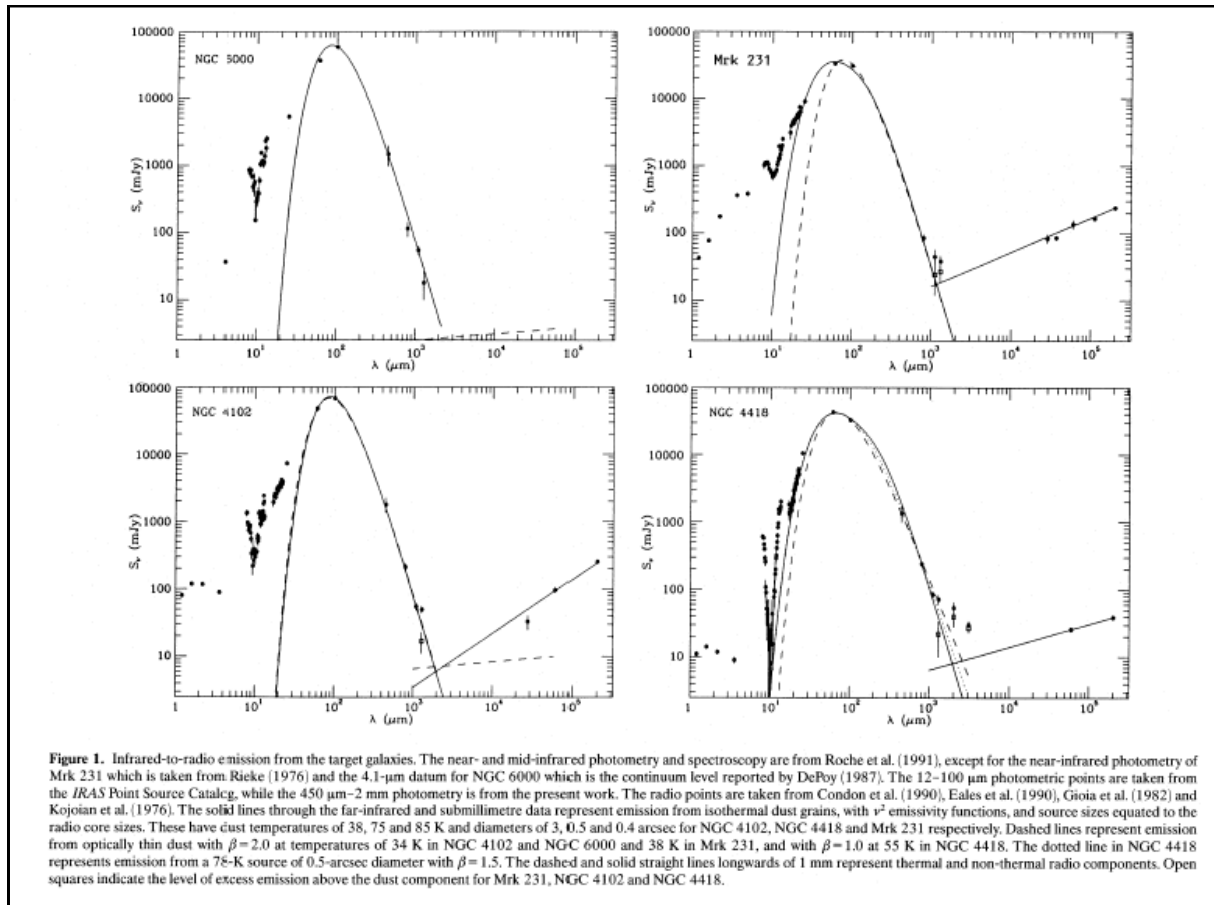 100000
10000
1000
100
10
1 10¹ 10² 10³ 10⁴ 10⁵
S_ν (mJy)
λ (μm)
NGC 6000
100000
10000
1000
100
10
1 10¹ 10² 10³ 10⁴ 10⁵
S_ν (mJy)
λ (μm)
Mrk 231
100000
10000
1000
100
10
1 10¹ 10² 10³ 10⁴ 10⁵
S_ν (mJy)
λ (μm)
NGC 4102
100000
10000
1000
100
10
1 10¹ 10² 10³ 10⁴ 10⁵
S_ν (mJy)
λ (μm)
NGC 4418
Figure 1. Infrared-to-radio emission from the target galaxies. The near- and mid-infrared photometry and spectroscopy are from Roche et al. (1991), except for the near-infrared photometry of
Mrk 231 which is taken from Rieke (1976) and the 4.1-μm datum for NGC 6000 which is the continuum level reported by DePoy (1987). The 12–100 μm photometric points are taken from
the IRAS Point Source Catalog, while the 450 μm–2 mm photometry is from the present work. The radio points are taken from Condon et al. (1990), Eales et al. (1990), Gioia et al. (1982) and
Kojoian et al. (1976). The solid lines through the far-infrared and submillimetre data represent emission from isothermal dust grains, with ν² emissivity functions, and source sizes equated to the
radio core sizes. These have dust temperatures of 38, 75 and 85 K and diameters of 3, 0.5 and 0.4 arcsec for NGC 4102, NGC 4418 and Mrk 231 respectively. Dashed lines represent emission
from optically thin dust with β=2.0 at temperatures of 34 K in NGC 4102 and NGC 6000 and 38 K in Mrk 231, and with β=1.0 at 55 K in NGC 4418. The dotted line in NGC 4418
represents emission from a 78-K source of 0.5-arcsec diameter with β=1.5. The dashed and solid straight lines longwards of 1 mm represent thermal and non-thermal radio components. Open
squares indicate the level of excess emission above the dust component for Mrk 231, NGC 4102 and NGC 4418.